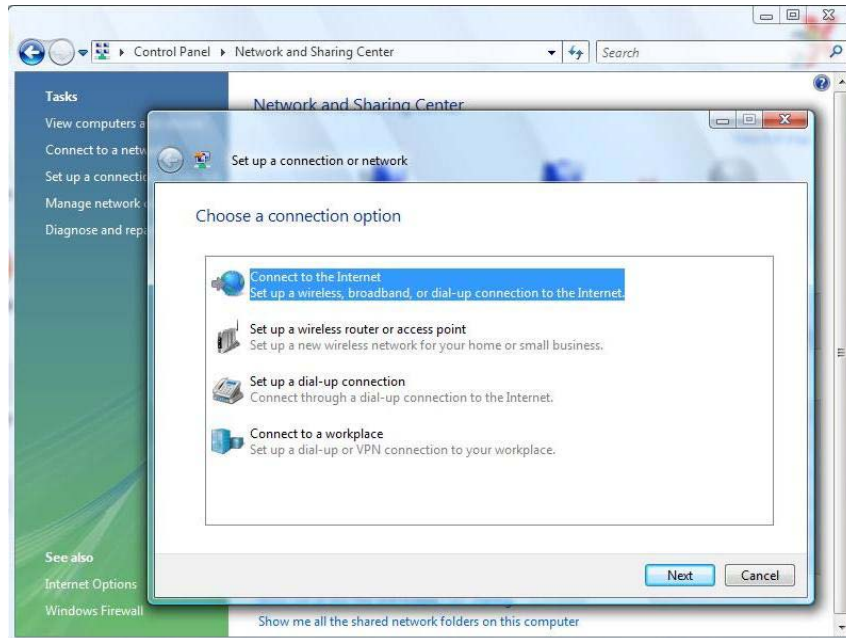 Control Panel
Network and Sharing Center
Search
Tasks
View computers a
Connect to a netw
Set up a connectio
Manage network
Diagnose and repa
See also
Internet Options
Windows Firewall
Network and Sharing Center
Set up a connection or network
Choose a connection option
Connect to the Internet
Set up a wireless, broadband, or dial-up connection to the Internet.
Set up a wireless router or access point
Set up a new wireless network for your home or small business.
Set up a dial-up connection
Connect through a dial-up connection to the Internet.
Connect to a workplace
Set up a dial-up or VPN connection to your workplace.
Next
Cancel
Show me all the shared network folders on this computer